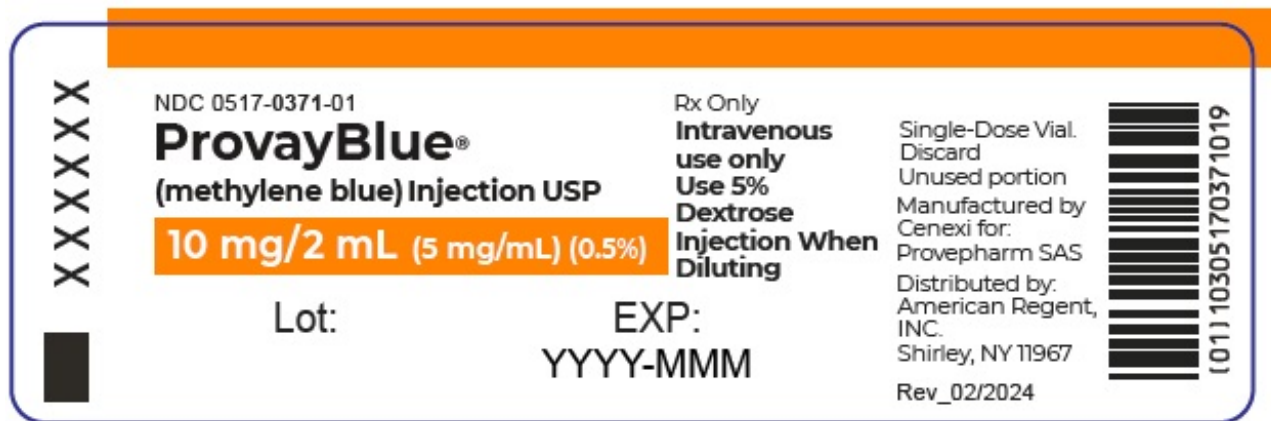 XXXXXX
NDC 0517-0371-01
ProvayBlue®
(methylene blue) Injection USP
10 mg/2 mL (5 mg/mL) (0.5%)
Lot:
EXP:
YYYY-MMM
Rx Only
Intravenous
use only
Use 5%
Dextrose
Injection When
Diluting
Single-Dose Vial.
Discard
Unused portion
Manufactured by
Cenexi for:
Provepharm SAS
Distributed by:
American Regent,
INC.
Shirley, NY 11967
Rev_02/2024
(01)10305170371019